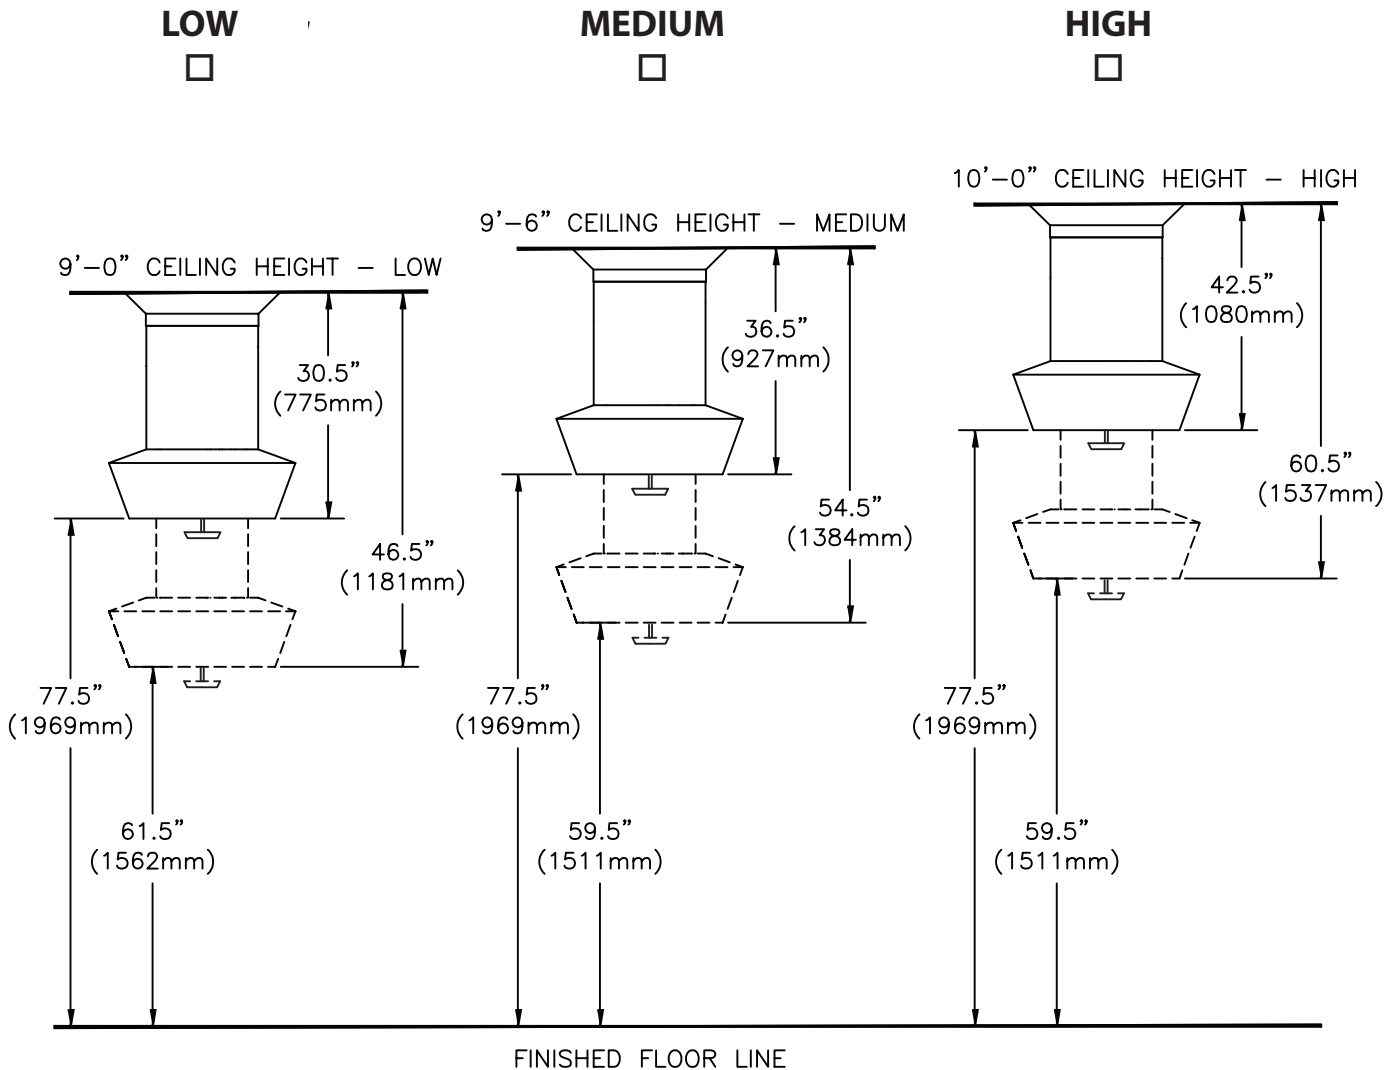 LOW
MEDIUM
HIGH
10’–0” CEILING HEIGHT – HIGH
9’–6” CEILING HEIGHT – MEDIUM
9’–0” CEILING HEIGHT – LOW
30.5”
(775mm)
46.5”
(1181mm)
77.5”
(1969mm)
61.5”
(1562mm)
36.5”
(927mm)
54.5”
(1384mm)
77.5”
(1969mm)
59.5”
(1511mm)
42.5”
(1080mm)
60.5”
(1537mm)
77.5”
(1969mm)
59.5”
(1511mm)
FINISHED FLOOR LINE